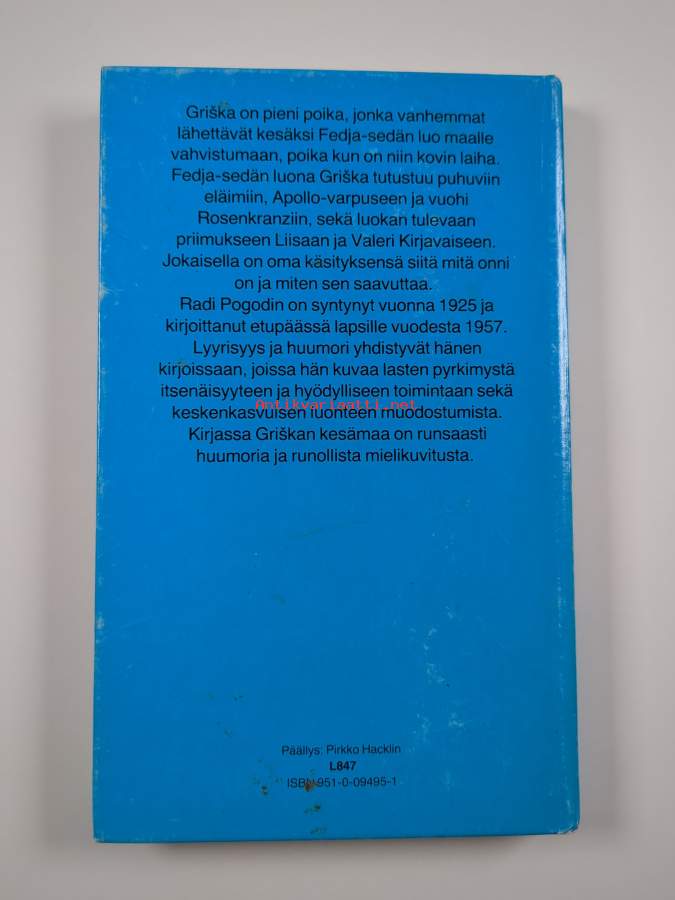 Griška on pieni poika, jonka vanhemmat
lähettävät kesäksi Fedja-sedän luo maalle
vahvistumaan, poika kun on niin kovin laiha.
Fedja-sedän luona Griška tutustuu puhuviin
eläimiin, Apollo-varpuseen ja vuohi
Rosenkranziin, sekä luokan tulevaan
priimukseen Liisaan ja Valeri Kirjavaiseen.
Jokaisella on oma käsityksensä siitä mitä onni
on ja miten sen saavuttaa.
Radi Pogodin on syntynyt vuonna 1925 ja
kirjoittanut etupäässä lapsille vuodesta 1957.
Lyyrisyys ja huumori yhdistyvät hänen
kirjoissaan, joissa hän kuvaa lasten pyrkimystä
itsenäisyyteen ja hyödylliseen toimintaan sekä
Antikvariaatti.net
keskenkasvuisen luonteen muodostumista.
Kirjassa Griškan kesämaa on runsaasti
huumoria ja runollista mielikuvitusta.
Päällys: Pirkko Hacklin
L847
ISBN 951-0-09495-1